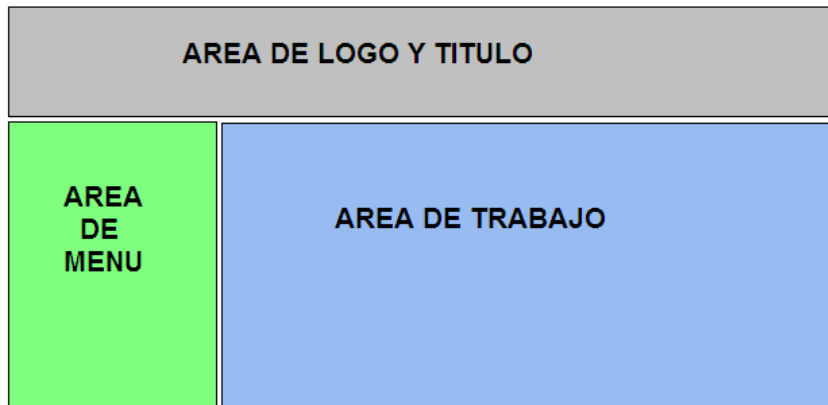 AREA DE LOGO Y TITULO
AREA
DE
MENU
AREA DE TRABAJO